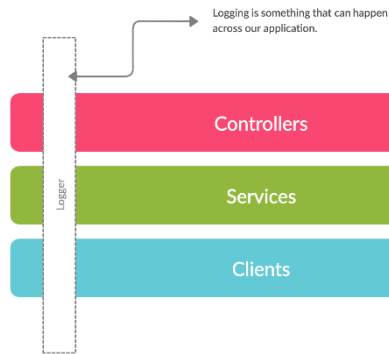 Logging is something that can happen
across our application.
Controllers
Logger
Services
Clients